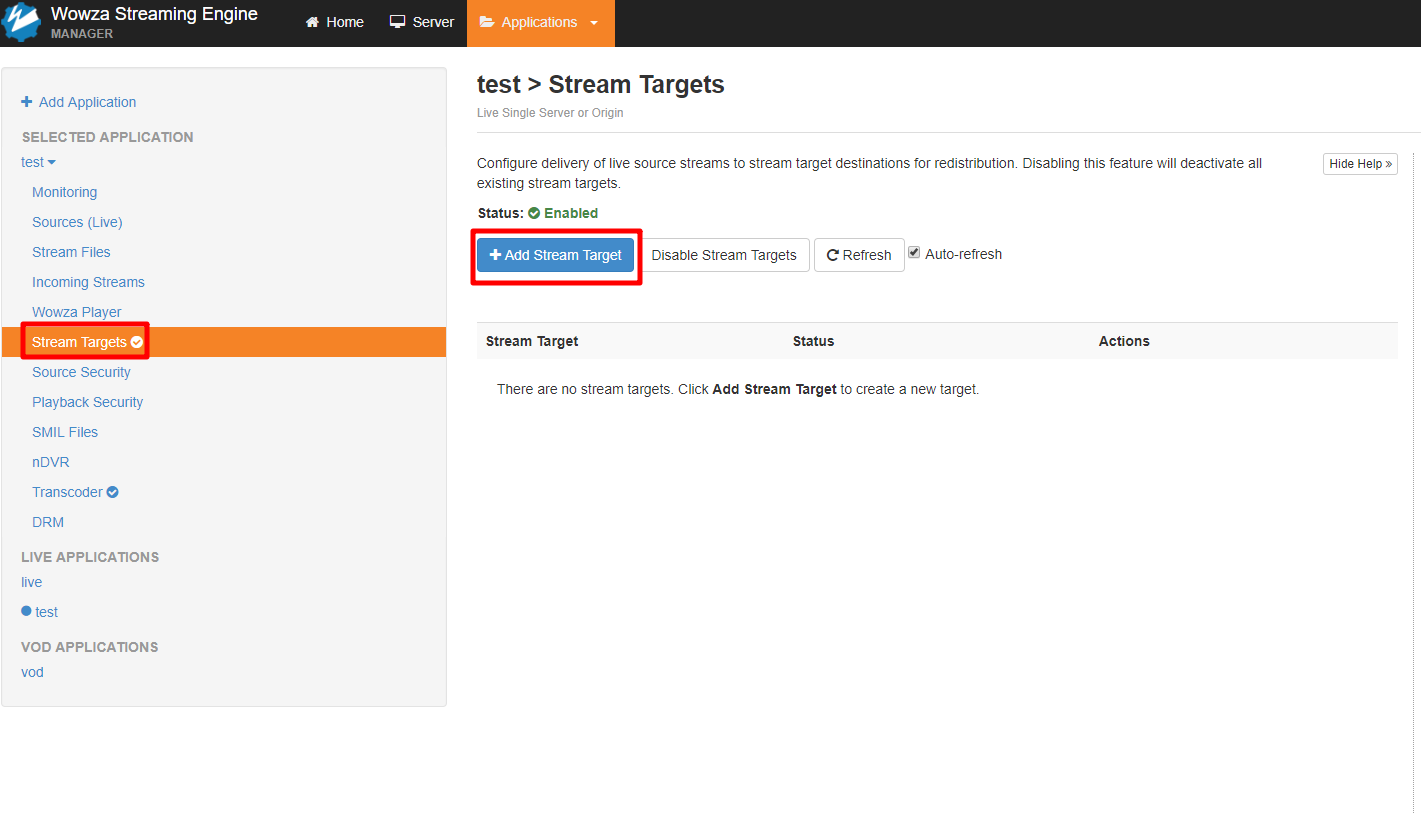 Wowza Streaming Engine
MANAGER
Home
Server
Applications
Add Application
SELECTED APPLICATION
test
Monitoring
Sources (Live)
Stream Files
Incoming Streams
Wowza Player
Stream Targets
Source Security
Playback Security
SMIL Files
nDVR
Transcoder
DRM
LIVE APPLICATIONS
live
test
VOD APPLICATIONS
vod
test > Stream Targets
Live Single Server or Origin
Configure delivery of live source streams to stream target destinations for redistribution. Disabling this feature will deactivate all
existing stream targets.
Hide Help »
Status: Enabled
Add Stream Target
Disable Stream Targets
Refresh
Auto-refresh
Stream Target Status Actions
There are no stream targets. Click Add Stream Target to create a new target.